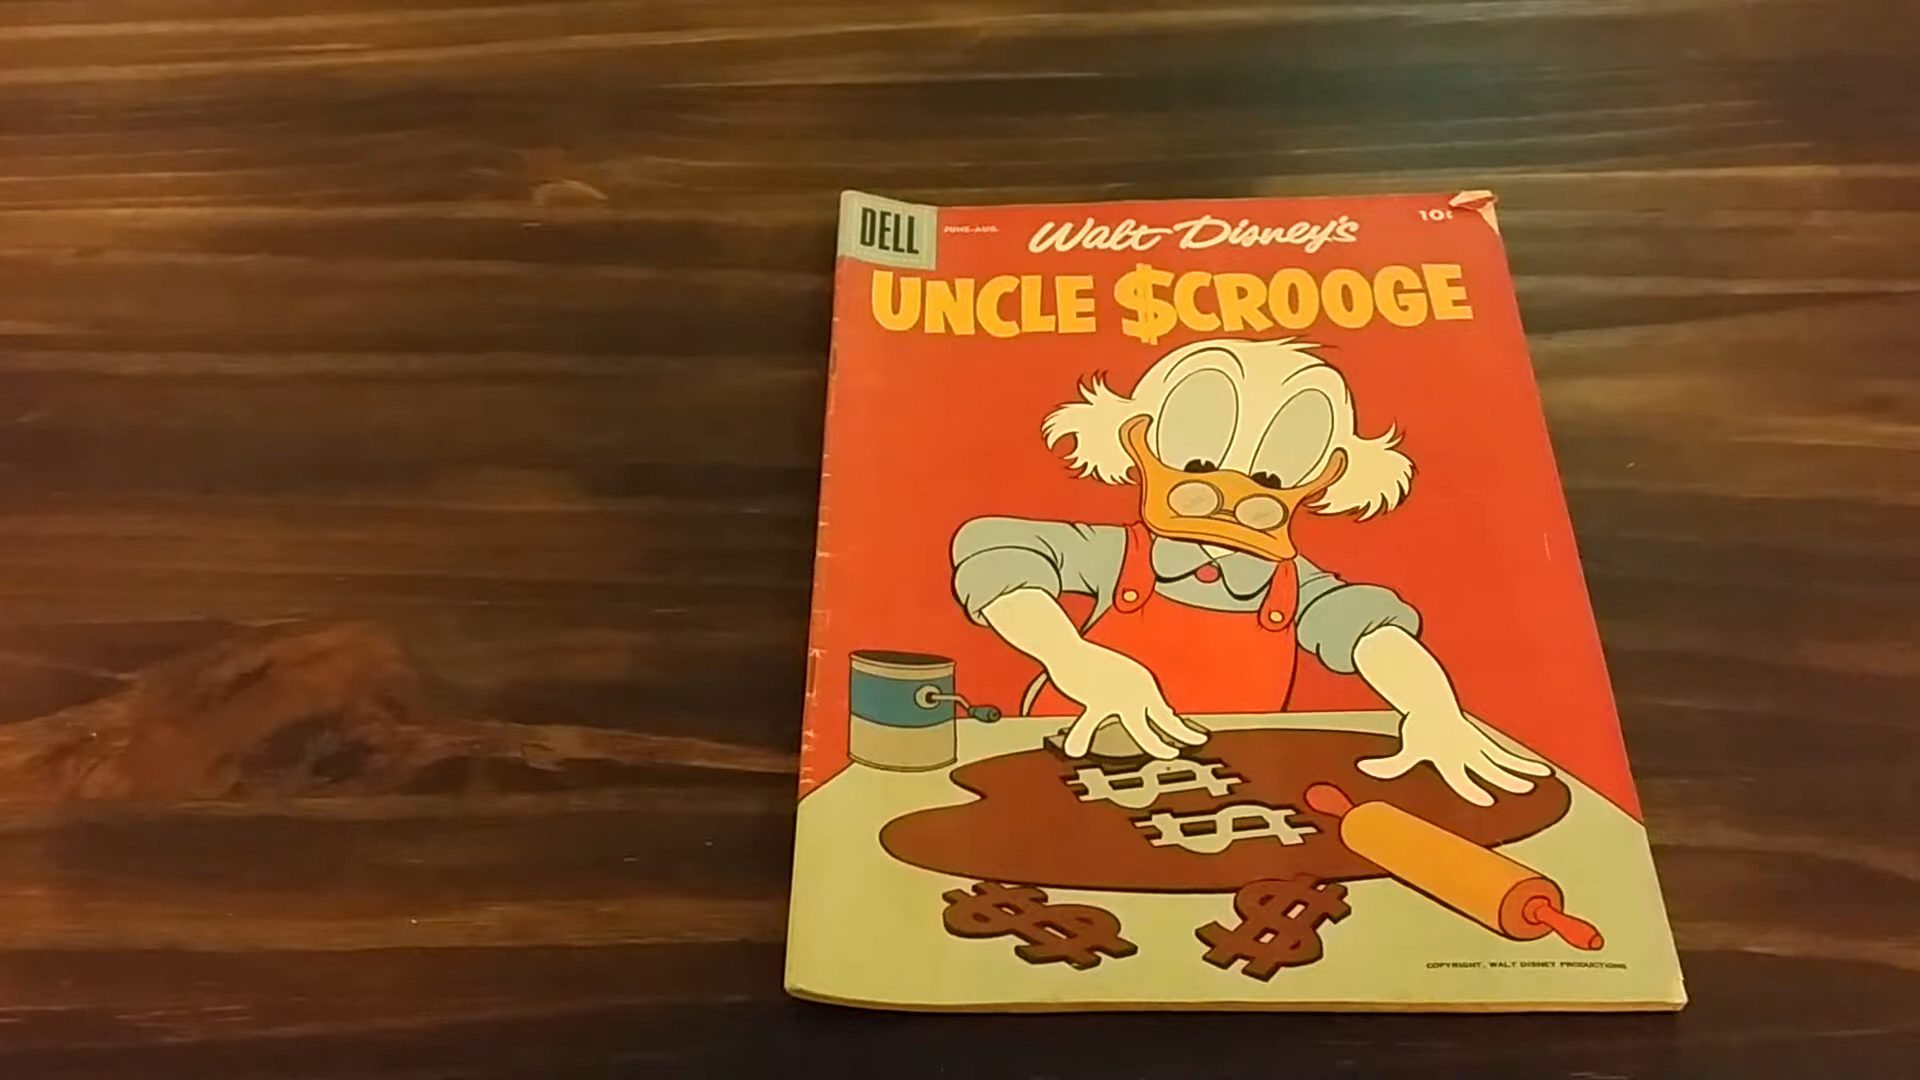 DELL
JUNE-AUG.
Walt Disney's
10¢
UNCLE $CROOGE
COPYRIGHT, WALT DISNEY PRODUCTIONS